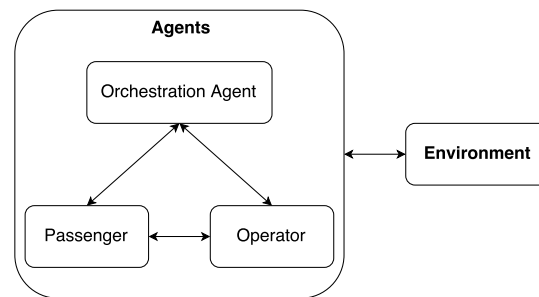 Agents
Orchestration Agent
Environment
Passenger
Operator